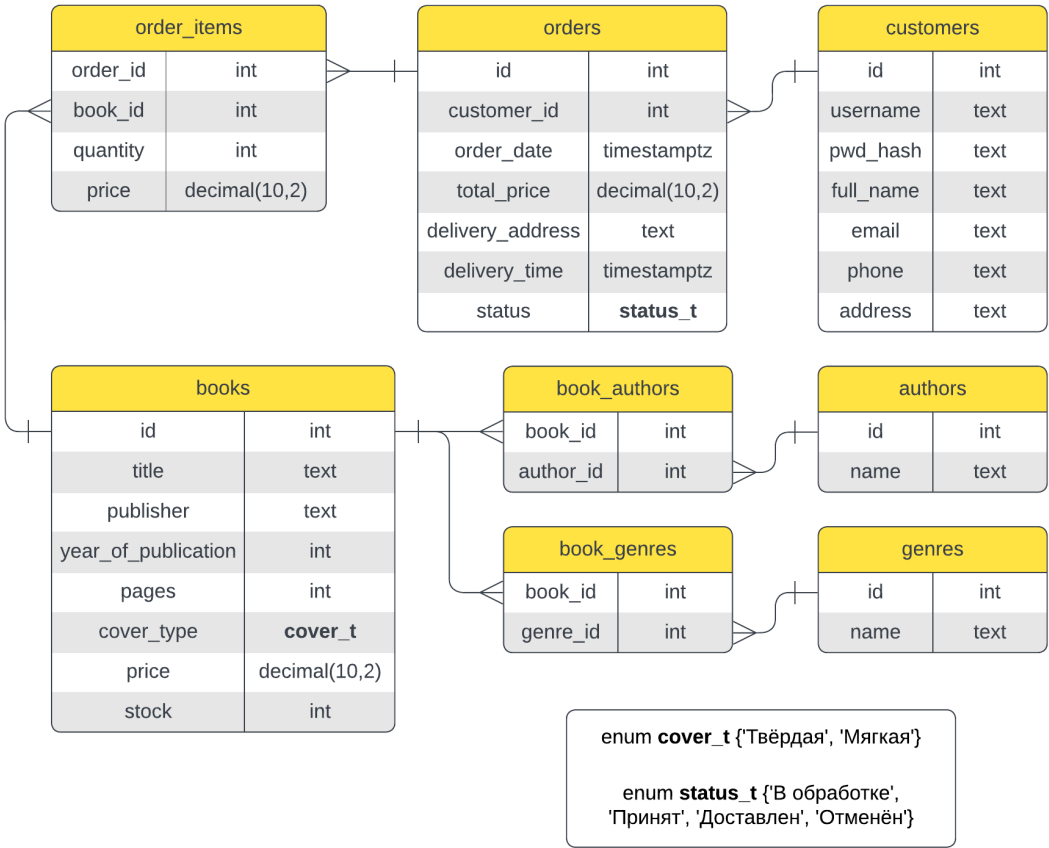 order_items
order_id int
book_id int
quantity int
price decimal(10,2)
orders
id int
customer_id int
order_date timestamptz
total_price decimal(10,2)
delivery_address text
delivery_time timestamptz
status status_t
customers
id int
username text
pwd_hash text
full_name text
email text
phone text
address text
books
id int
title text
publisher text
year_of_publication int
pages int
cover_type cover_t
price decimal(10,2)
stock int
book_authors
book_id int
author_id int
authors
id int
name text
book_genres
book_id int
genre_id int
genres
id int
name text
enum cover_t {'Твёрдая', 'Мягкая'}
enum status_t {'В обработке',
'Принят', 'Доставлен', 'Отменён'}